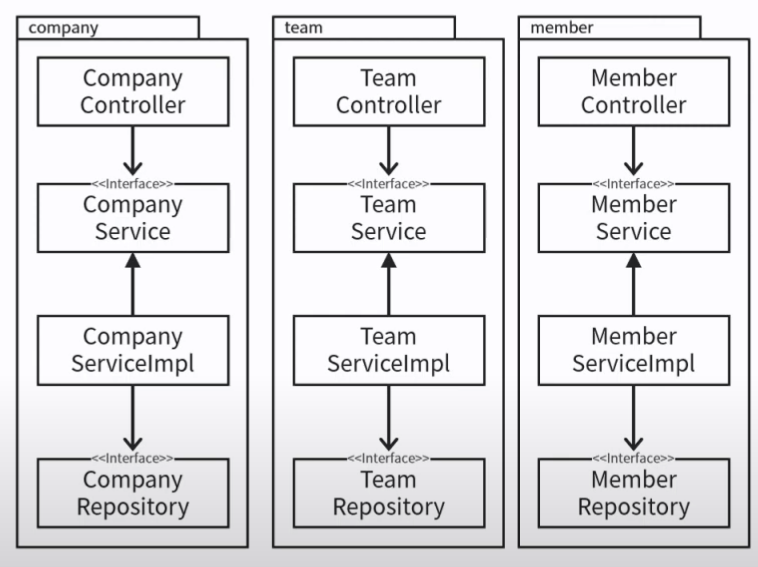 company
Company
Controller
<<Interface>>
Company
Service
Company
ServiceImpl
<<Interface>>
Company
Repository
team
Team
Controller
<<Interface>>
Team
Service
Team
ServiceImpl
<<Interface>>
Team
Repository
member
Member
Controller
<<Interface>>
Member
Service
Member
ServiceImpl
<<Interface>>
Member
Repository